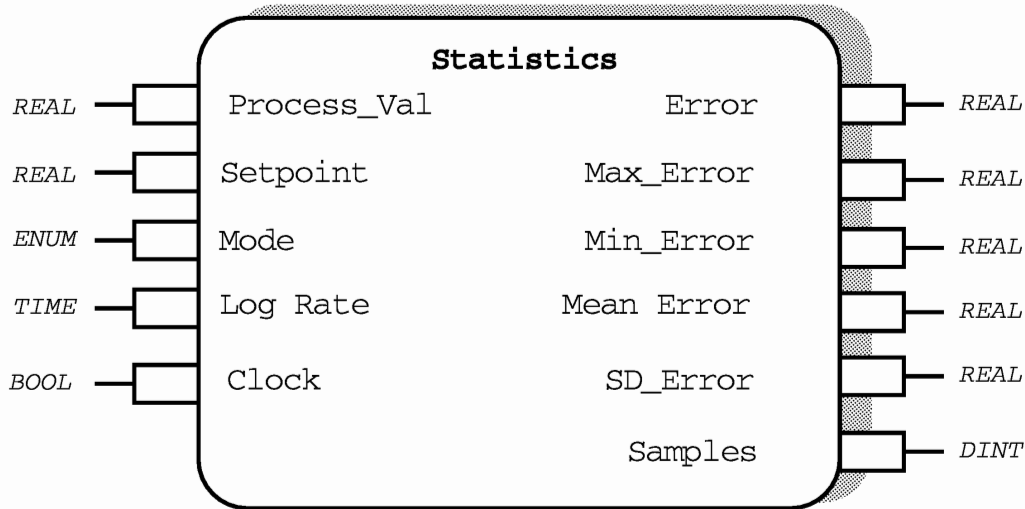 Statistics
REAL Process_Val Error REAL
REAL Setpoint Max_Error REAL
ENUM Mode Min_Error REAL
TIME Log Rate Mean Error REAL
BOOL Clock SD_Error REAL
Samples DINT